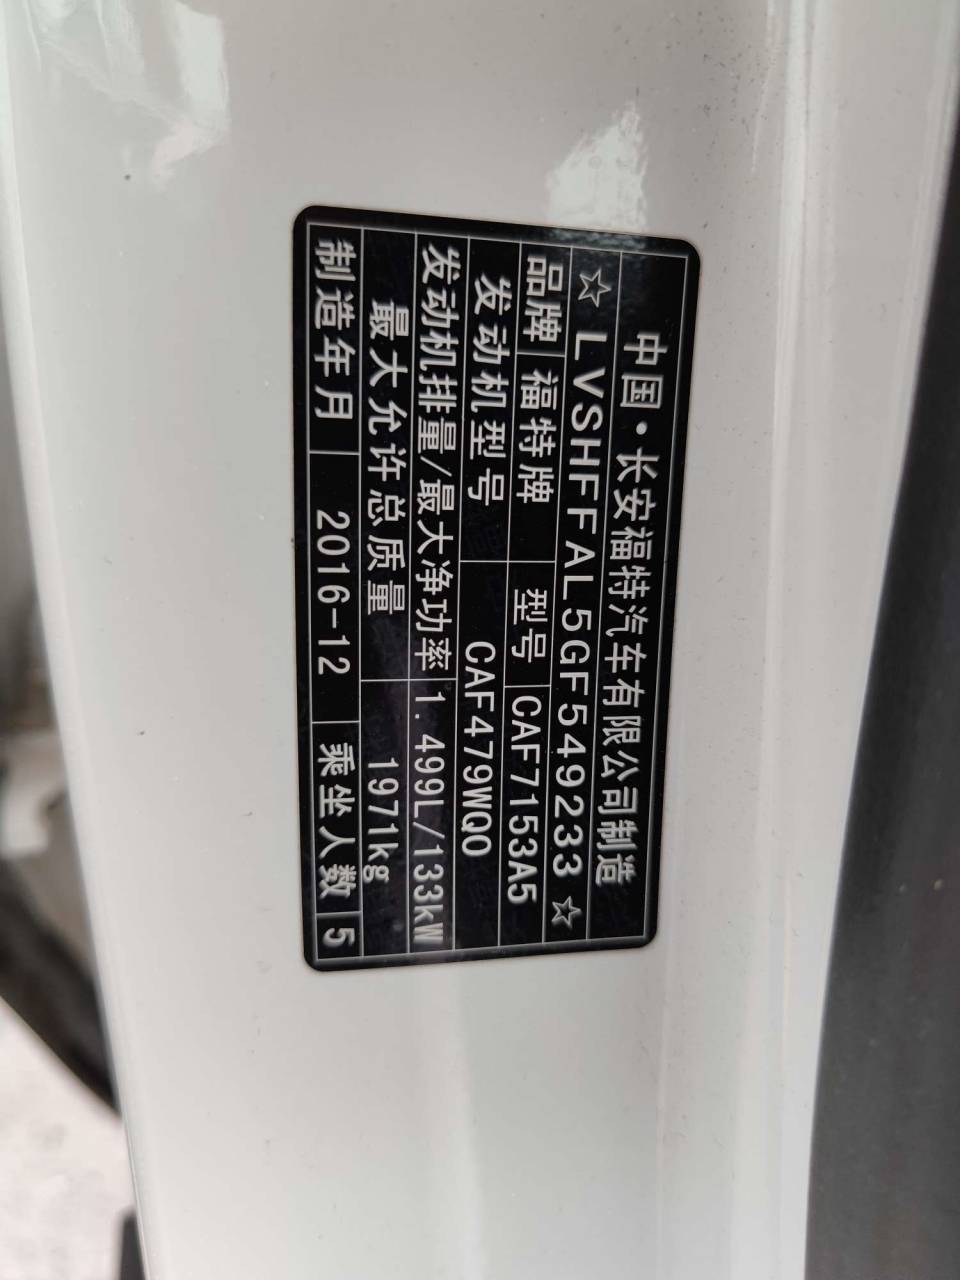 中国·长安福特汽车有限公司制造
☆ LVSHFFAL5GF549233 ☆
品牌 福特牌 型号 CAF7153A5
发动机型号 CAF479WQ0
发动机排量/最大净功率 1.499L/133kW
最大允许总质量 1971kg
制造年月 2016-12 乘坐人数 5